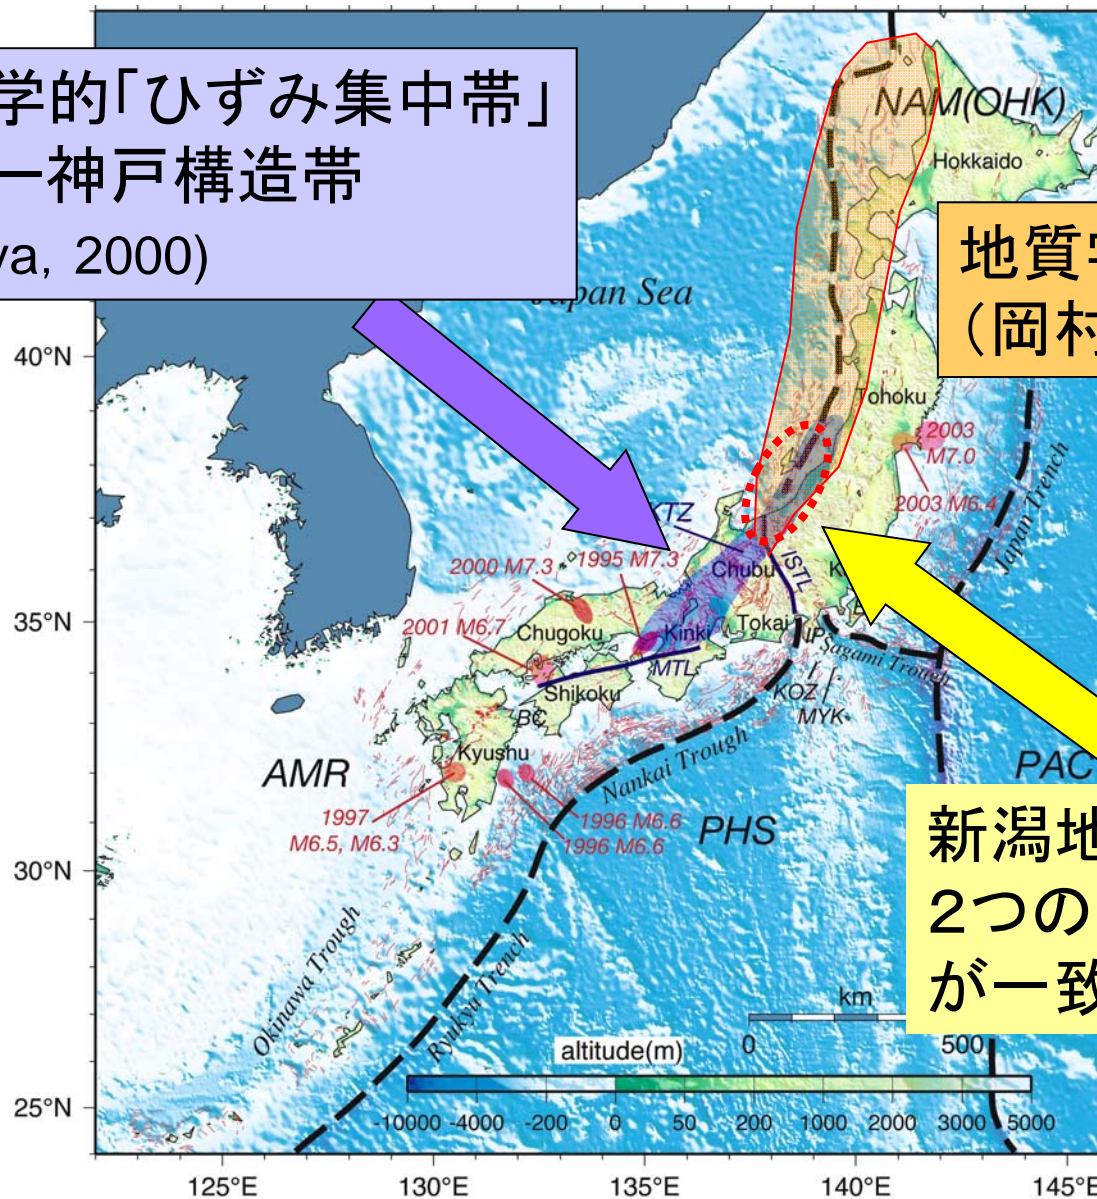 学的「ひずみ集中帯」
ー神戸構造帯
ya, 2000)
NAM(OHK)
Hokkaido
地質
(岡村
Japan Sea
40°N
Tohoku
2003
M7.0
2003 M6.4
Japan Trench
KTZ
2000 M7.3
1995 M7.3
Chubu
ISTL
K
35°N
2001 M6.7
Chugoku
Kinki
Tokai
IP
Sagami Trough
MTL
Shikoku
KOZ
MYK
BC
Kyushu
Nankai Trough
AMR
PAC
1997
M6.5, M6.3
1996 M6.6
1996 M6.6
PHS
新潟地
2つの
が一致
30°N
Okinawa Trough
Ryukyu Trench
km
0
500
altitude(m)
-10000 -4000 -200 0 50 200 1000 2000 3000 5000
25°N
125°E 130°E 135°E 140°E 145°E